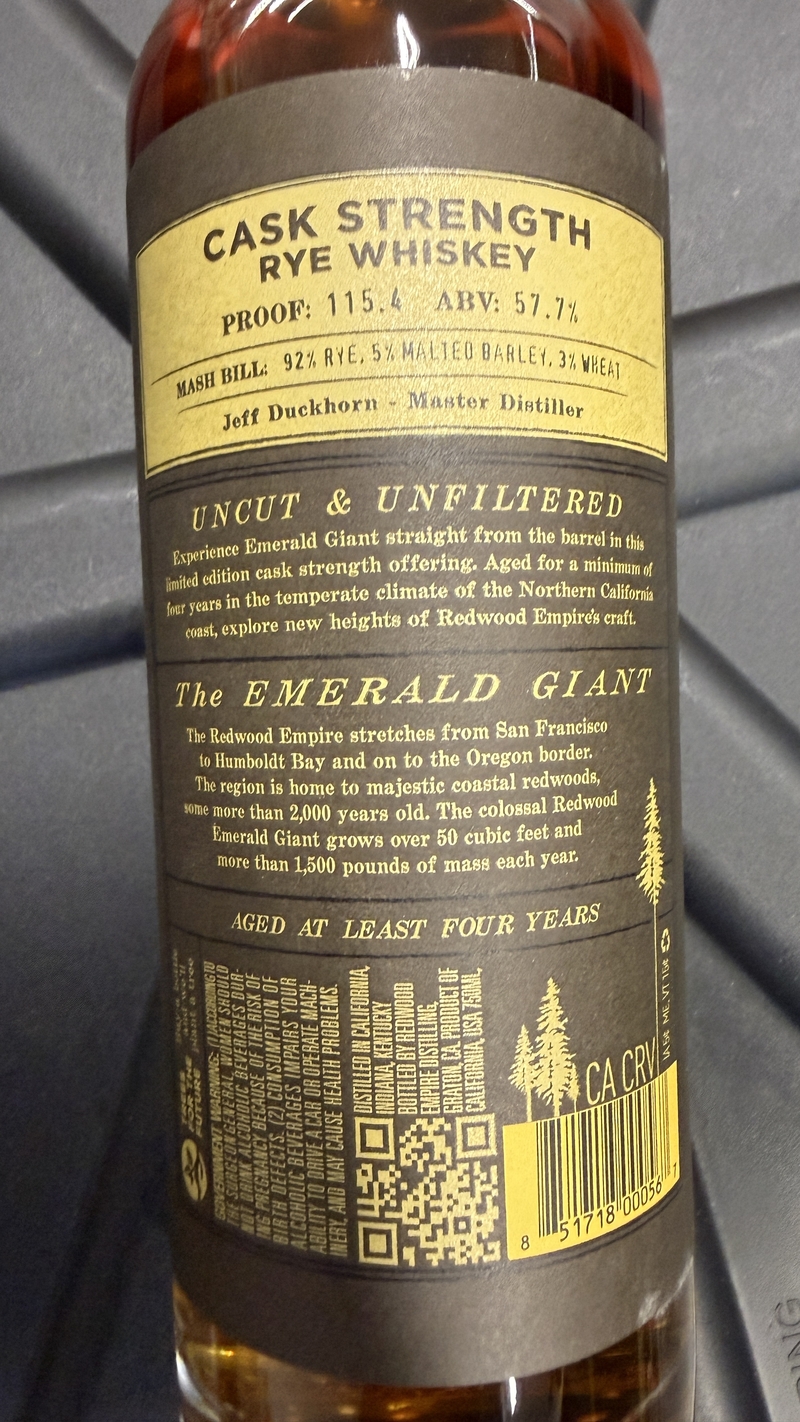 CASK STRENGTH
RYE WHISKEY
PROOF: 115.4 ABV: 57.7%
MASH BILL: 92% RYE, 5% MALTED BARLEY, 3% WHEAT
Jeff Duckhorn - Master Distiller
UNCUT & UNFILTERED
Experience Emerald Giant straight from the barrel in this
limited edition cask strength offering. Aged for a minimum of
four years in the temperate climate of the Northern California
coast, explore new heights of Redwood Empire's craft.
The EMERALD GIANT
The Redwood Empire stretches from San Francisco
to Humboldt Bay and on to the Oregon border.
The region is home to majestic coastal redwoods,
some more than 2,000 years old. The colossal Redwood
Emerald Giant grows over 50 cubic feet and
more than 1,500 pounds of mass each year.
AGED AT LEAST FOUR YEARS
a tree
GOVERNMENT WARNING: (1) ACCORDING TO
THE SURGEON GENERAL, WOMEN SHOULD
NOT DRINK ALCOHOLIC BEVERAGES DUR-
ING PREGNANCY BECAUSE OF THE RISK OF
BIRTH DEFECTS. (2) CONSUMPTION OF
ALCOHOLIC BEVERAGES IMPAIRS YOUR
ABILITY TO DRIVE A CAR OR OPERATE MACH-
INERY, AND MAY CAUSE HEALTH PROBLEMS.
DISTILLED IN CALIFORNIA,
INDIANA, KENTUCKY
BOTTLED BY REDWOOD
EMPIRE DISTILLING,
GRATON, CA. PRODUCT OF
CALIFORNIA, USA 750ML
CA CRV
IA 5¢ ME, VT 15¢
8 51718 00056 7